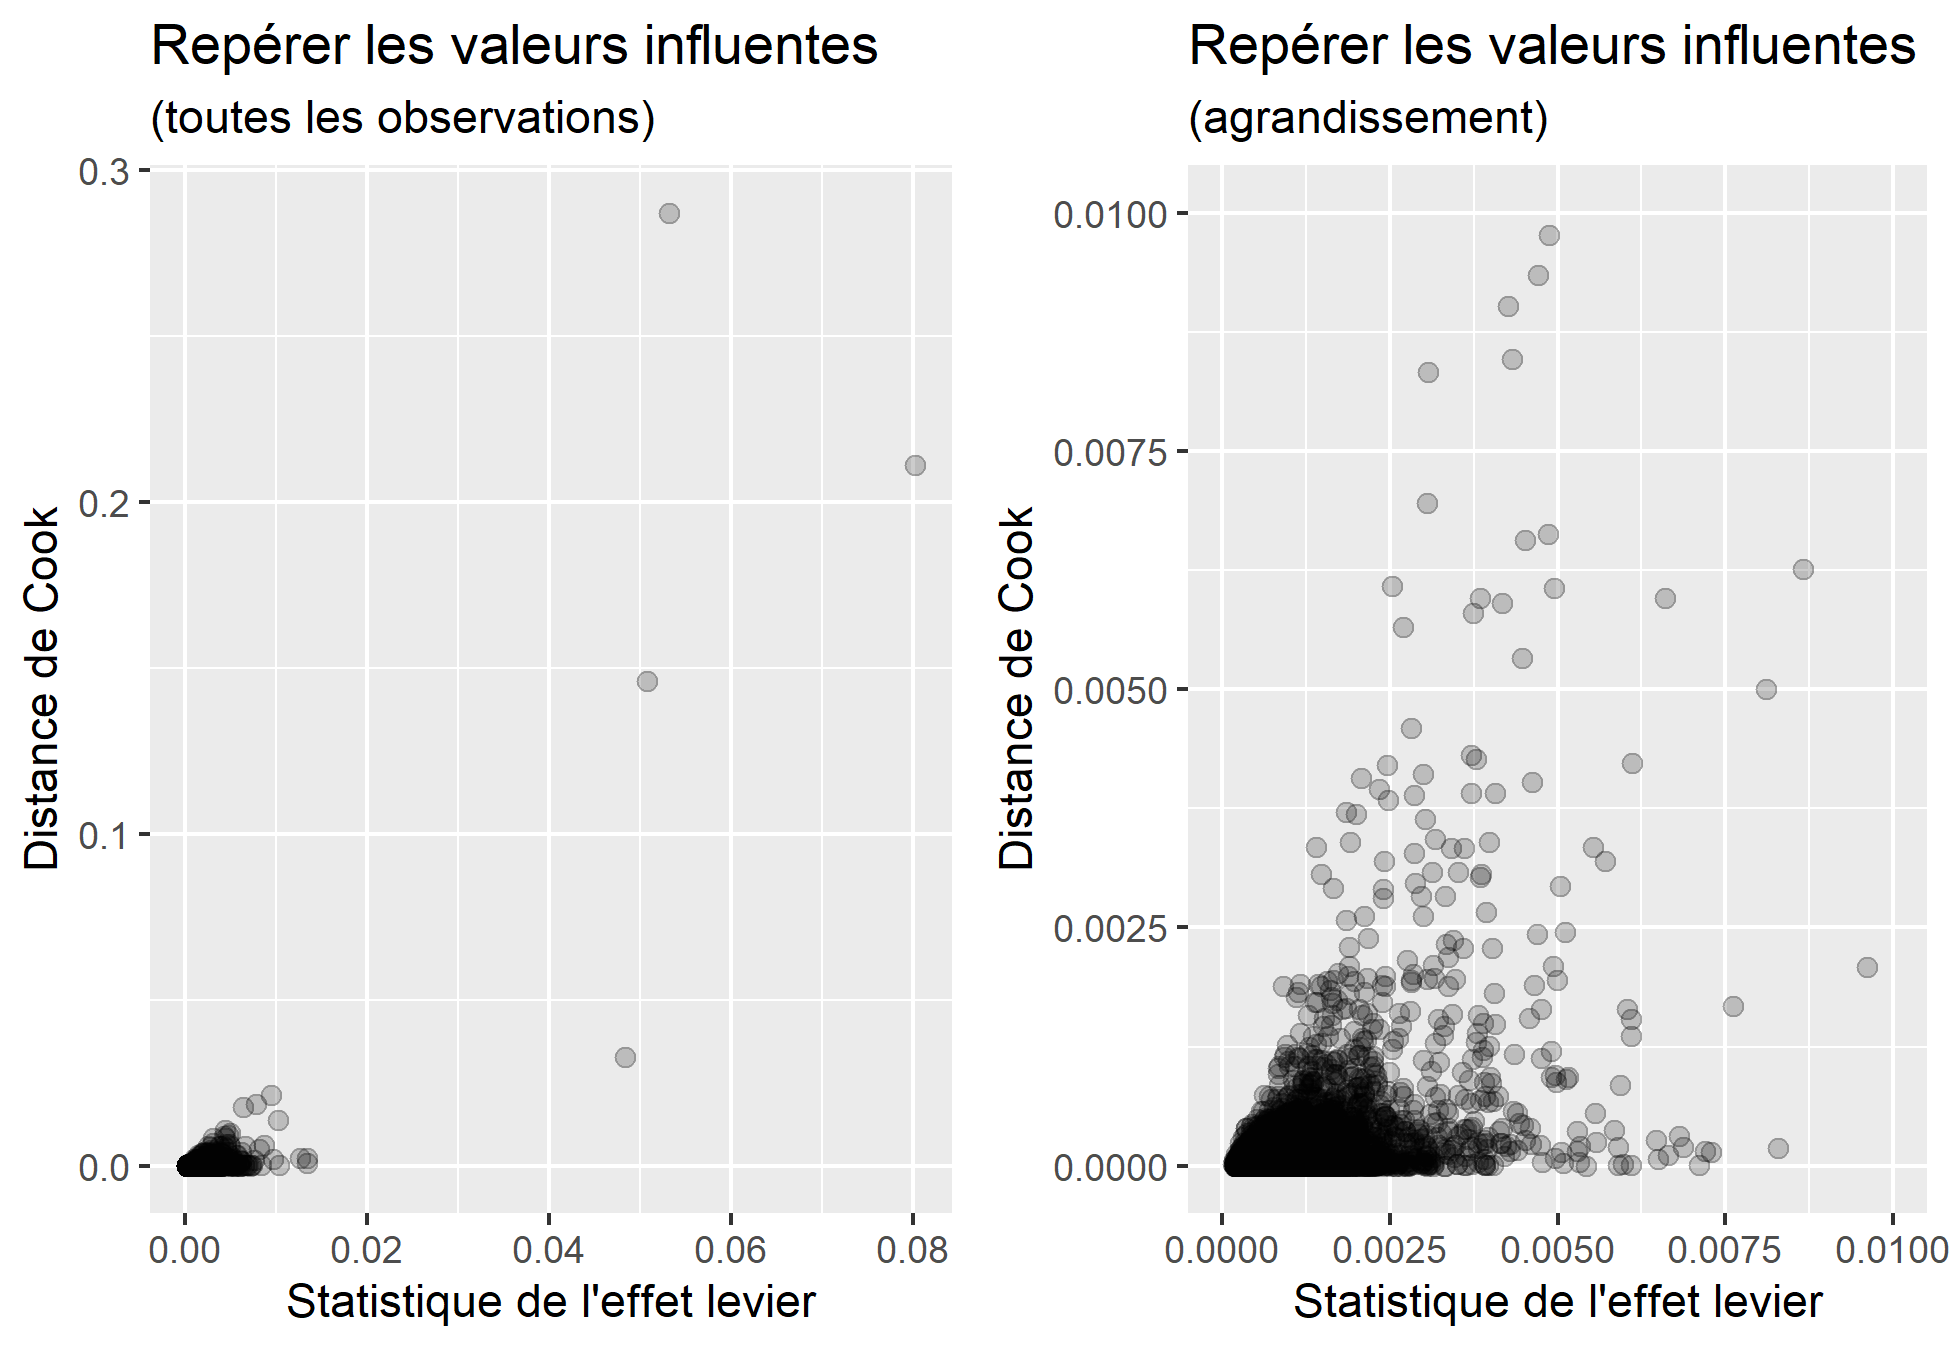 Repérer les valeurs influentes
(toutes les observations)
Distance de Cook
0.3
0.2
0.1
0.0
0.00 0.02 0.04 0.06 0.08
Statistique de l'effet levier
Repérer les valeurs influentes
(agrandissement)
Distance de Cook
0.0100
0.0075
0.0050
0.0025
0.0000
0.0000 0.0025 0.0050 0.0075 0.0100
Statistique de l'effet levier